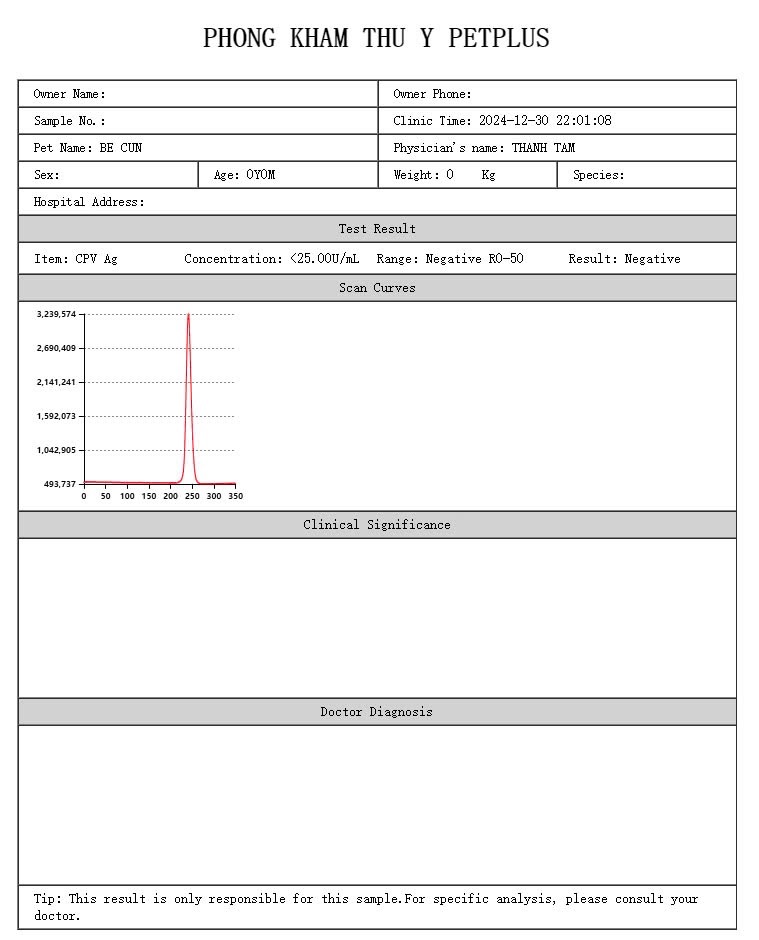 PHONG KHAM THU Y PETPLUS
Owner Name: Owner Phone:
Sample No.: Clinic Time: 2024-12-30 22:01:08
Pet Name: BE CUN Physician's name: THANH TAM
Sex: Age: 0Y0M Weight: 0 Kg Species:
Hospital Address:
Test Result
Item: CPV Ag Concentration: <25.00U/mL Range: Negative R0-50 Result: Negative
Scan Curves
3,239,574
2,690,409
2,141,241
1,592,073
1,042,905
493,737
0 50 100 150 200 250 300 350
Clinical Significance
Doctor Diagnosis
Tip: This result is only responsible for this sample.For specific analysis, please consult your
doctor.